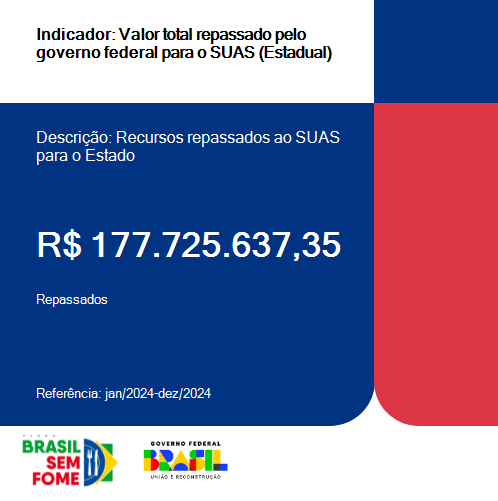 Indicador: Valor total repassado pelo
governo federal para o SUAS (Estadual)
Descrição: Recursos repassados ao SUAS
para o Estado
R$ 177.725.637,35
Repassados
Referência: jan/2024-dez/2024
PLANO
BRASIL
SEM
FOME
GOVERNO FEDERAL
BRASIL
UNIÃO E RECONSTRUÇÃO